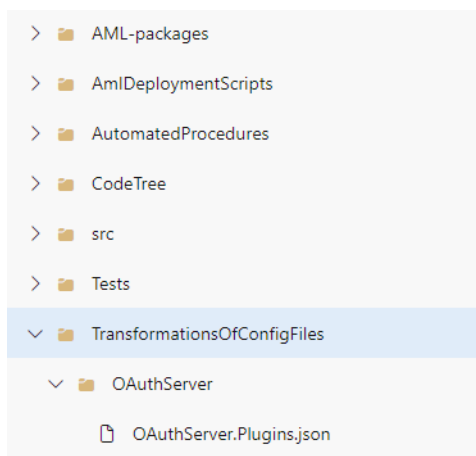 AML-packages
AmlDeploymentScripts
AutomatedProcedures
CodeTree
src
Tests
TransformationsOfConfigFiles
OAuthServer
OAuthServer.Plugins.json